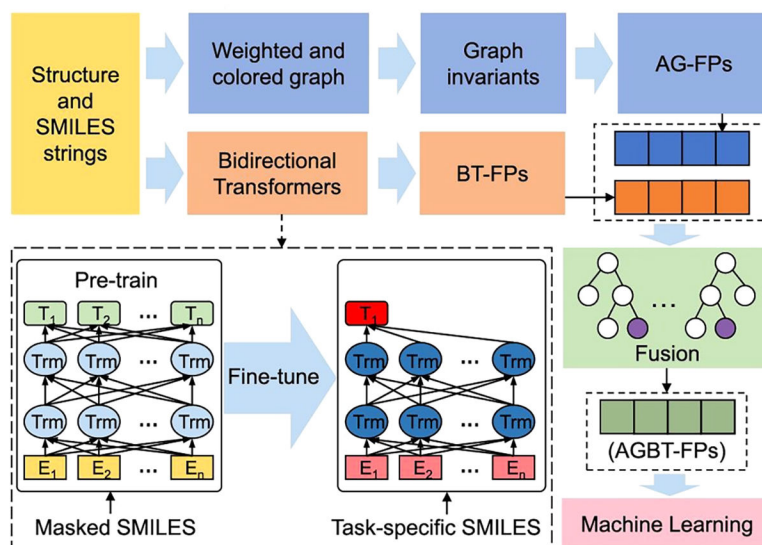 Structure
and
SMILES
strings
Weighted and
colored graph
Graph
invariants
AG-FPs
Bidirectional
Transformers
BT-FPs
Pre-train
T1 T2 ... Tn
Trm Trm ... Trm
Trm Trm ... Trm
E1 E2 ... En
Masked SMILES
Fine-tune
T1
Trm Trm ... Trm
Trm Trm ... Trm
E1 E2 ... En
Task-specific SMILES
...
Fusion
(AGBT-FPs)
Machine Learning